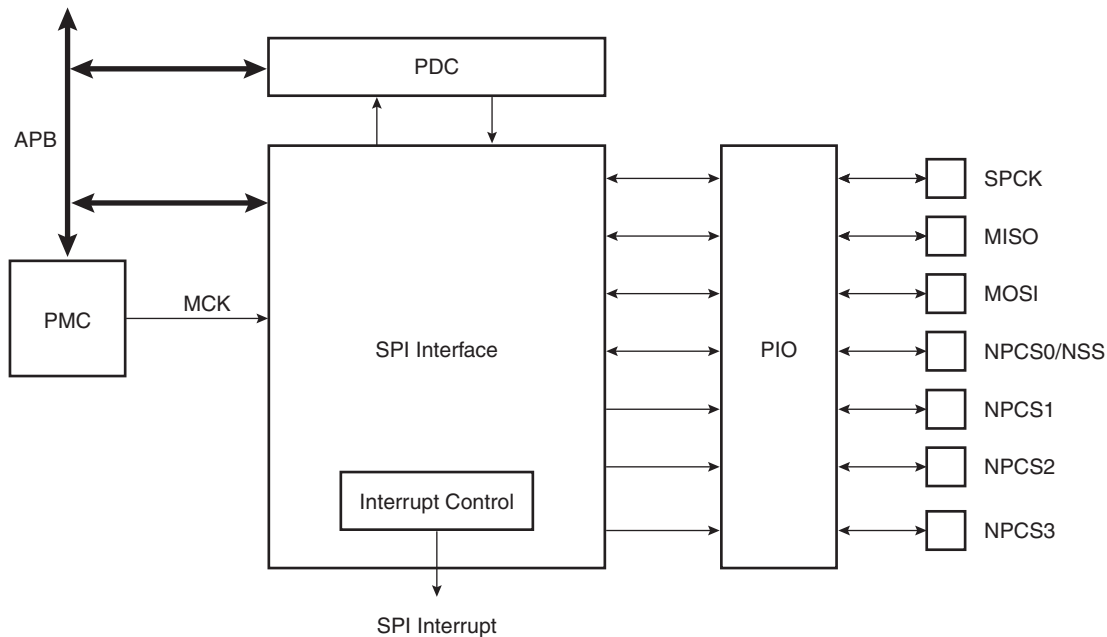 PDC
APB
SPCK
MISO
MCK
MOSI
PMC
SPI Interface
PIO
NPCS0/NSS
NPCS1
NPCS2
Interrupt Control
NPCS3
SPI Interrupt